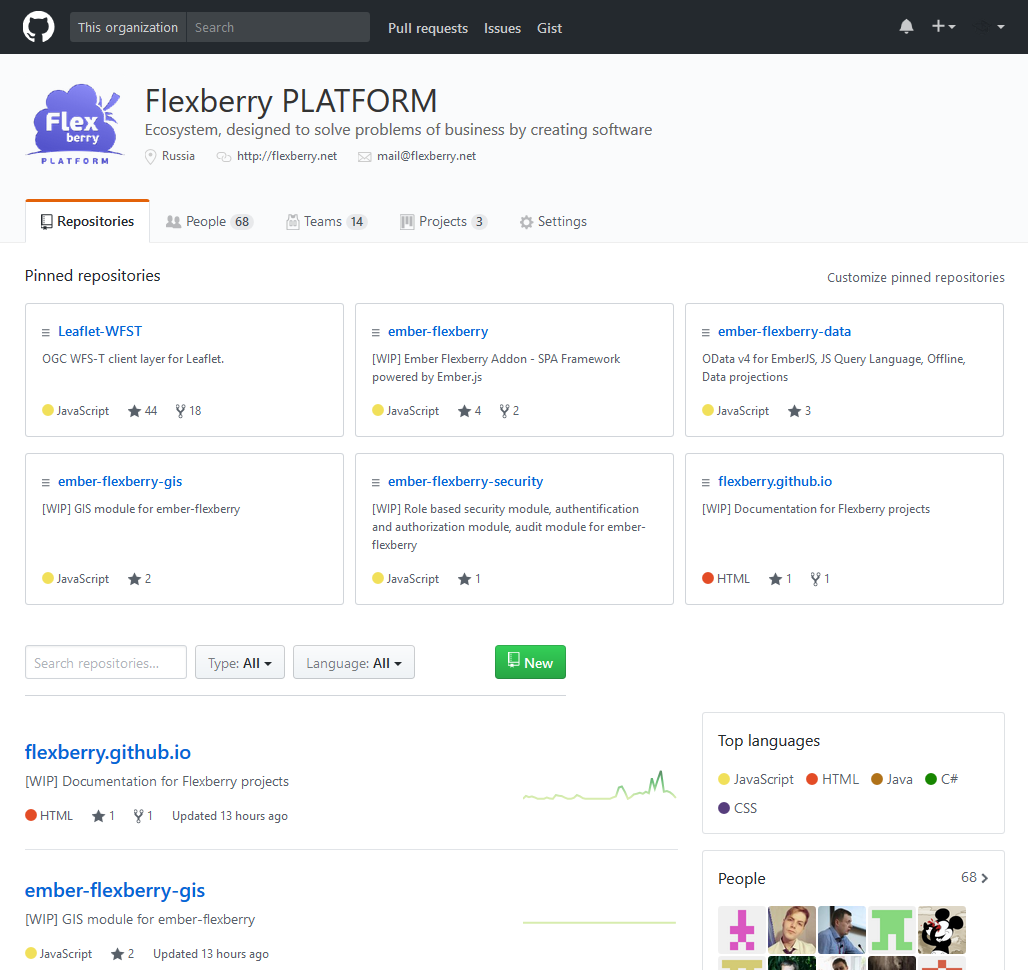 This organization Search Pull requests Issues Gist
Flex
berry
PLATFORM
Flexberry PLATFORM
Ecosystem, designed to solve problems of business by creating software
Russia http://flexberry.net mail@flexberry.net
Repositories People 68 Teams 14 Projects 3 Settings
Pinned repositories Customize pinned repositories
Leaflet-WFST
OGC WFS-T client layer for Leaflet.
JavaScript 44 18
ember-flexberry
[WIP] Ember Flexberry Addon - SPA Framework
powered by Ember.js
JavaScript 4 2
ember-flexberry-data
OData v4 for EmberJS, JS Query Language, Offline,
Data projections
JavaScript 3
ember-flexberry-gis
[WIP] GIS module for ember-flexberry
JavaScript 2
ember-flexberry-security
[WIP] Role based security module, authentification
and authorization module, audit module for ember-
flexberry
JavaScript 1
flexberry.github.io
[WIP] Documentation for Flexberry projects
HTML 1 1
Search repositories... Type: All Language: All New
flexberry.github.io
[WIP] Documentation for Flexberry projects
HTML 1 1 Updated 13 hours ago
ember-flexberry-gis
[WIP] GIS module for ember-flexberry
JavaScript 2 Updated 13 hours ago
Top languages
JavaScript HTML Java C#
CSS
People 68